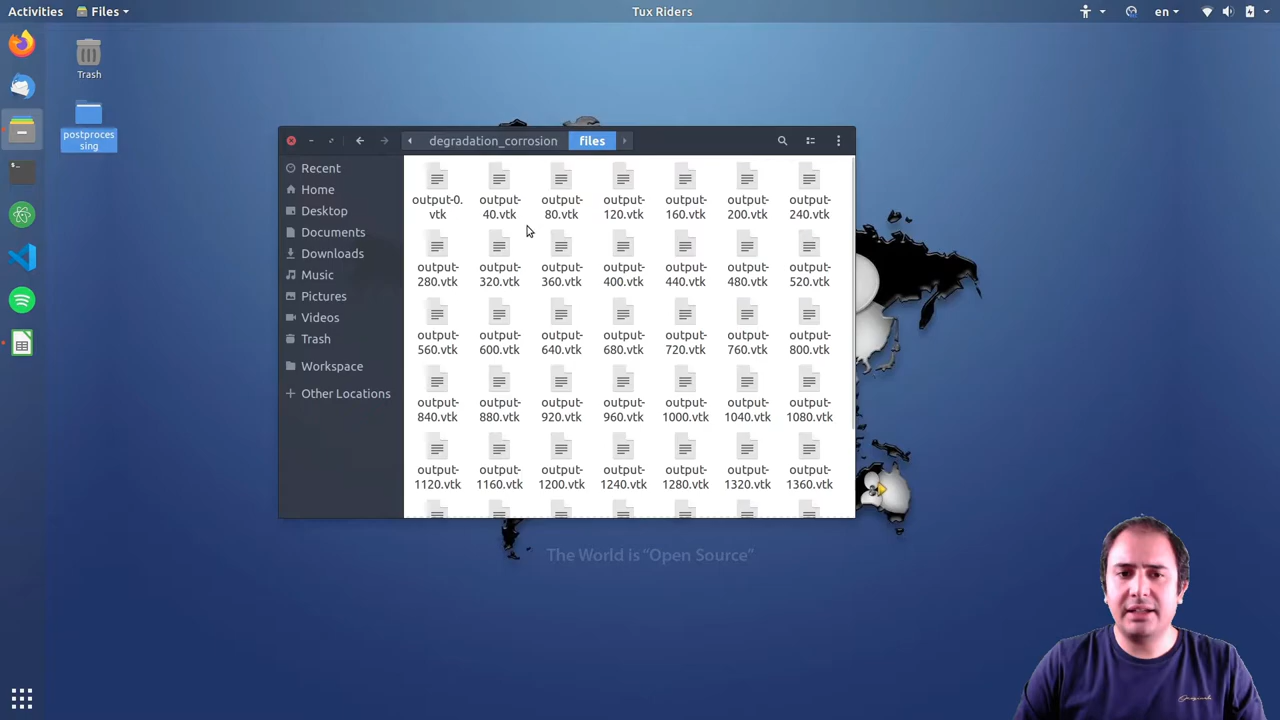 Activities Files Tux Riders en
Trash
postproces
sing
degradation_corrosion files
Recent
Home
Desktop
Documents
Downloads
Music
Pictures
Videos
Trash
Workspace
Other Locations
output-0.
vtk
output-
40.vtk
output-
80.vtk
output-
120.vtk
output-
160.vtk
output-
200.vtk
output-
240.vtk
output-
280.vtk
output-
320.vtk
output-
360.vtk
output-
400.vtk
output-
440.vtk
output-
480.vtk
output-
520.vtk
output-
560.vtk
output-
600.vtk
output-
640.vtk
output-
680.vtk
output-
720.vtk
output-
760.vtk
output-
800.vtk
output-
840.vtk
output-
880.vtk
output-
920.vtk
output-
960.vtk
output-
1000.vtk
output-
1040.vtk
output-
1080.vtk
output-
1120.vtk
output-
1160.vtk
output-
1200.vtk
output-
1240.vtk
output-
1280.vtk
output-
1320.vtk
output-
1360.vtk
The World is “Open Source”
Original